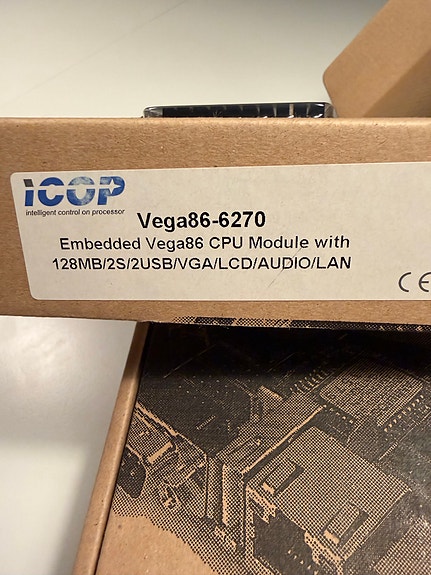 iCOP
intelligent control on processor
Vega86-6270
Embedded Vega86 CPU Module with
128MB/2S/2USB/VGA/LCD/AUDIO/LAN
CE